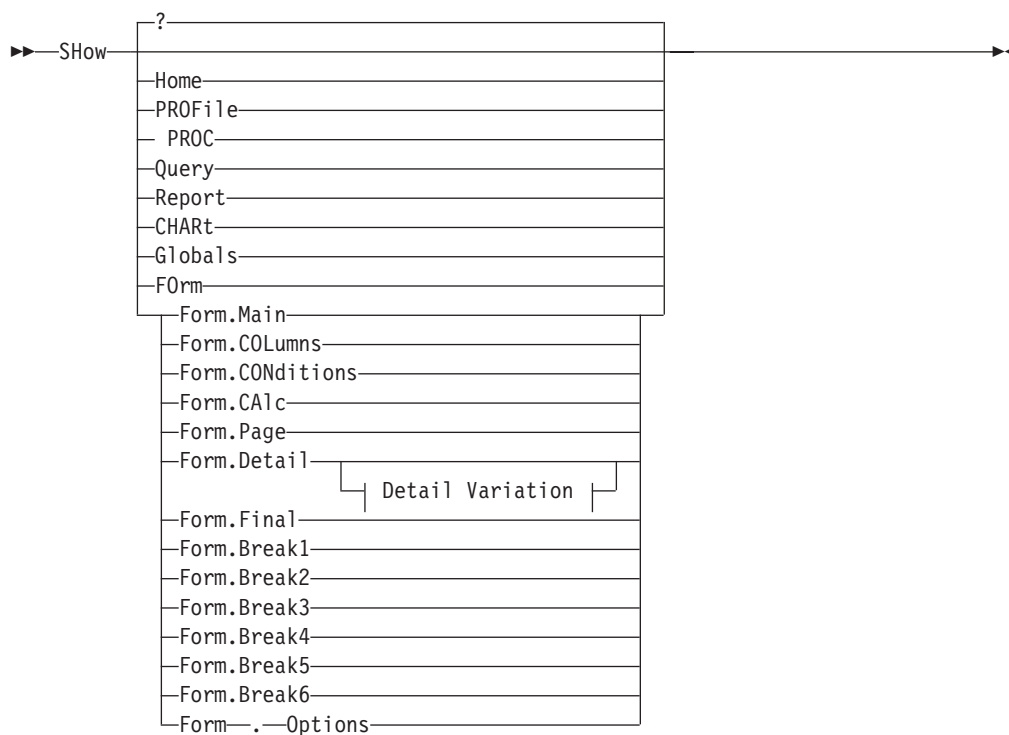 ?
SHow
Home
PROFile
PROC
Query
Report
CHARt
Globals
FOrm
Form.Main
Form.COLumns
Form.CONditions
Form.CAlc
Form.Page
Form.Detail
Detail Variation
Form.Final
Form.Break1
Form.Break2
Form.Break3
Form.Break4
Form.Break5
Form.Break6
Form . Options